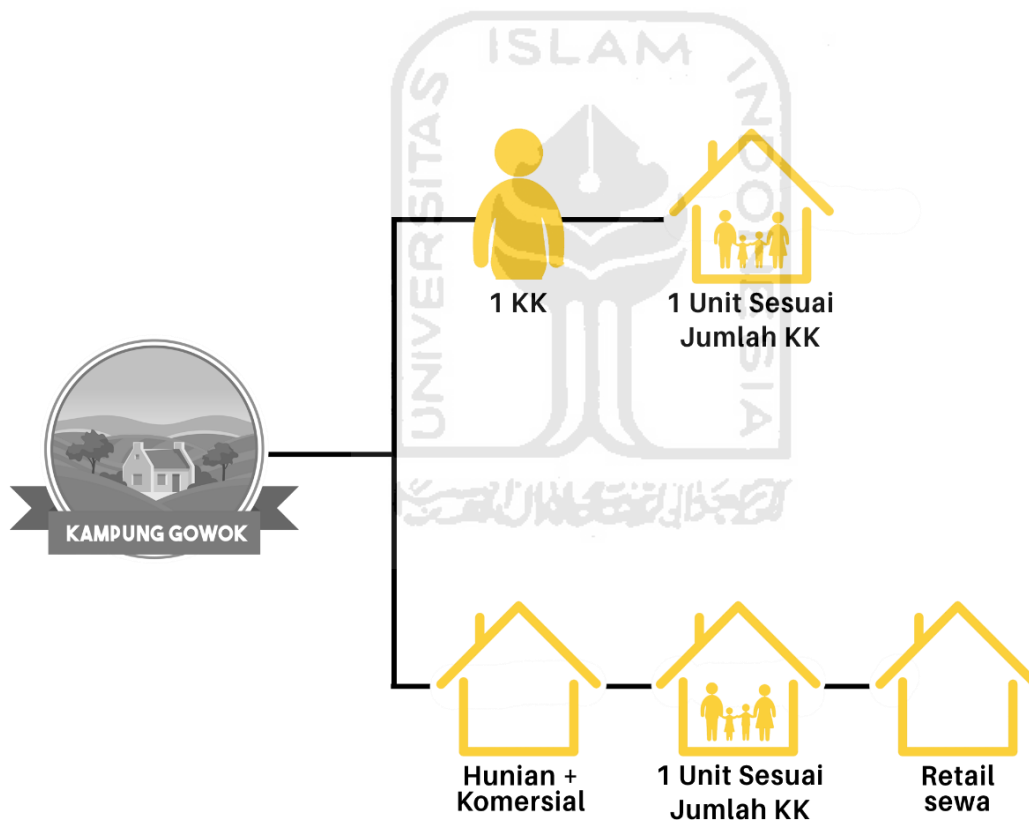 UNIVERSITAS ISLAM INDONESIA
1 KK
1 Unit Sesuai
Jumlah KK
KAMPUNG GOWOK
Hunian +
Komersial
1 Unit Sesuai
Jumlah KK
Retail
sewa